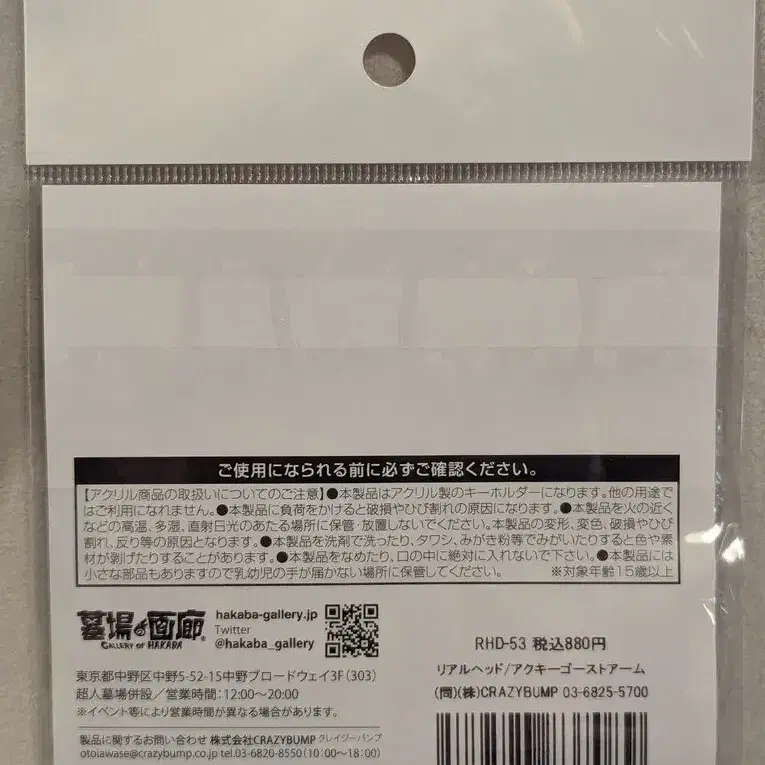 ご使用になられる前に必ずご確認ください。
【アクリル商品の取扱いについてのご注意】●本製品はアクリル製のキーホルダーになります。他の用途で
はご利用になれません。●本製品に負荷をかけると破損やひび割れの原因になります。●本製品を火の近く
などの高温、多湿、直射日光のあたる場所に保管・放置しないでください。本製品の変形、変色、破損やひび
割れ、反り等の原因となります。●本製品を洗剤で洗ったり、タワシ、みがき粉等でみがいたりすると色や素
材が剥げたりすることがあります。●本製品をなめたり、口の中に絶対に入れないで下さい。●本製品には
小さな部品もありますので乳幼児の手が届かない場所に保管してください。 ※対象年齢15歳以上
墓場の画廊
GALLERY OF HAKABA
hakaba-gallery.jp
Twitter
@hakaba_gallery
東京都中野区中野5-52-15中野ブロードウェイ3F(303)
超人墓場併設/営業時間:12:00~20:00
※イベント等により営業時間が異なる場合があります。
製品に関するお問い合わせ 株式会社CRAZYBUMP クレイジーバンプ
otoiawase@crazybump.co.jp tel.03-6820-8550(10:00~18:00)
RHD-53 税込880円
リアルヘッド/アクキーゴーストアーム
(問)(株)CRAZYBUMP 03-6825-5700